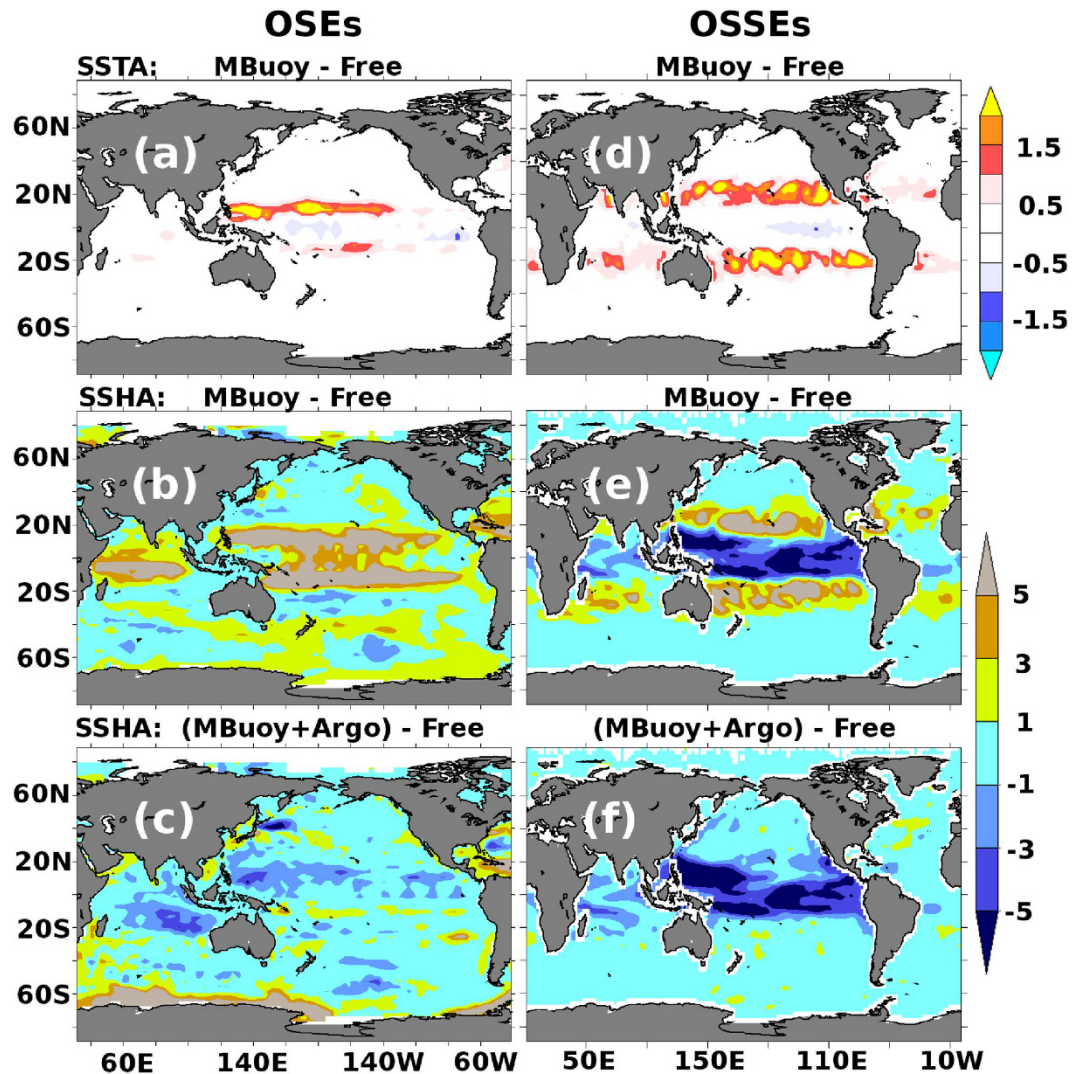 OSEs OSSEs
SSTA: MBuoy - Free MBuoy - Free
60N (a) (d) 1.5
20N 0.5
20S -0.5
60S -1.5
SSHA: MBuoy - Free MBuoy - Free
60N (b) (e)
20N
20S 5
60S 3
SSHA: (MBuoy+Argo) - Free (MBuoy+Argo) - Free
1
60N (c) (f) -1
20N -3
20S -5
60S
60E 140E 140W 60W 50E 150E 110W 10W